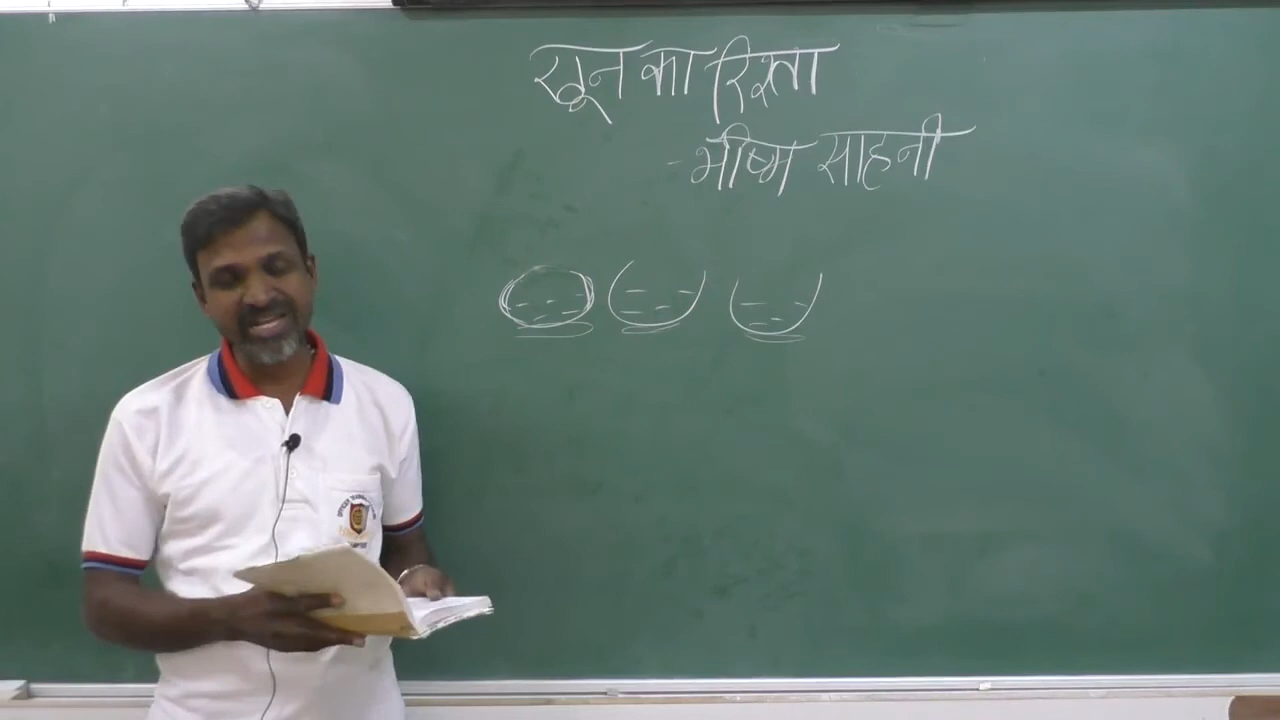 खून का रिश्ता
- भीष्म साहनी